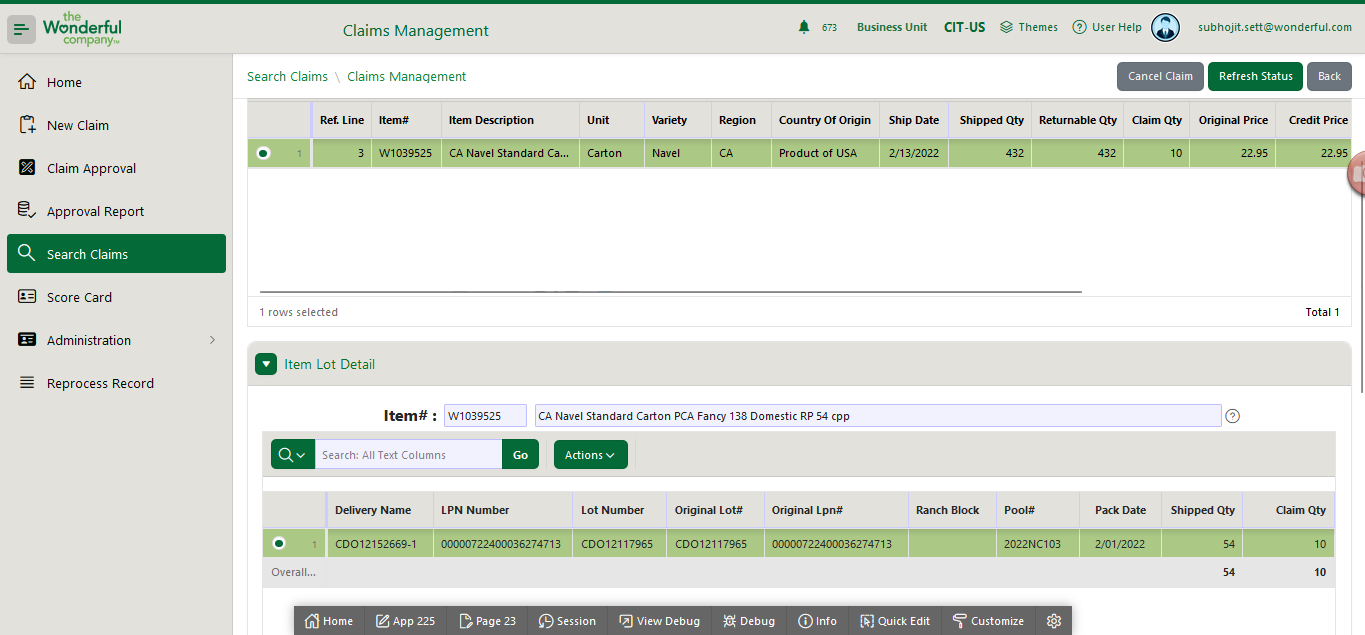 the
Wonderful
company™
Claims Management
673
Business Unit CIT-US
Themes
User Help
subhojit.sett@wonderful.com
Home
New Claim
Claim Approval
Approval Report
Search Claims
Score Card
Administration
Reprocess Record
Search Claims \ Claims Management
Cancel Claim Refresh Status Back
Ref. Line Item# Item Description Unit Variety Region Country Of Origin Ship Date Shipped Qty Returnable Qty Claim Qty Original Price Credit Price
1 3 W1039525 CA Navel Standard Ca... Carton Navel CA Product of USA 2/13/2022 432 432 10 22.95 22.95
1 rows selected Total 1
Item Lot Detail
Item# : W1039525 CA Navel Standard Carton PCA Fancy 138 Domestic RP 54 cpp
Search: All Text Columns Go Actions
Delivery Name LPN Number Lot Number Original Lot# Original Lpn# Ranch Block Pool# Pack Date Shipped Qty Claim Qty
1 CDO12152669-1 00000722400036274713 CDO12117965 CDO12117965 00000722400036274713 2022NC103 2/01/2022 54 10
Overall... 54 10
Home App 225 Page 23 Session View Debug Debug Info Quick Edit Customize